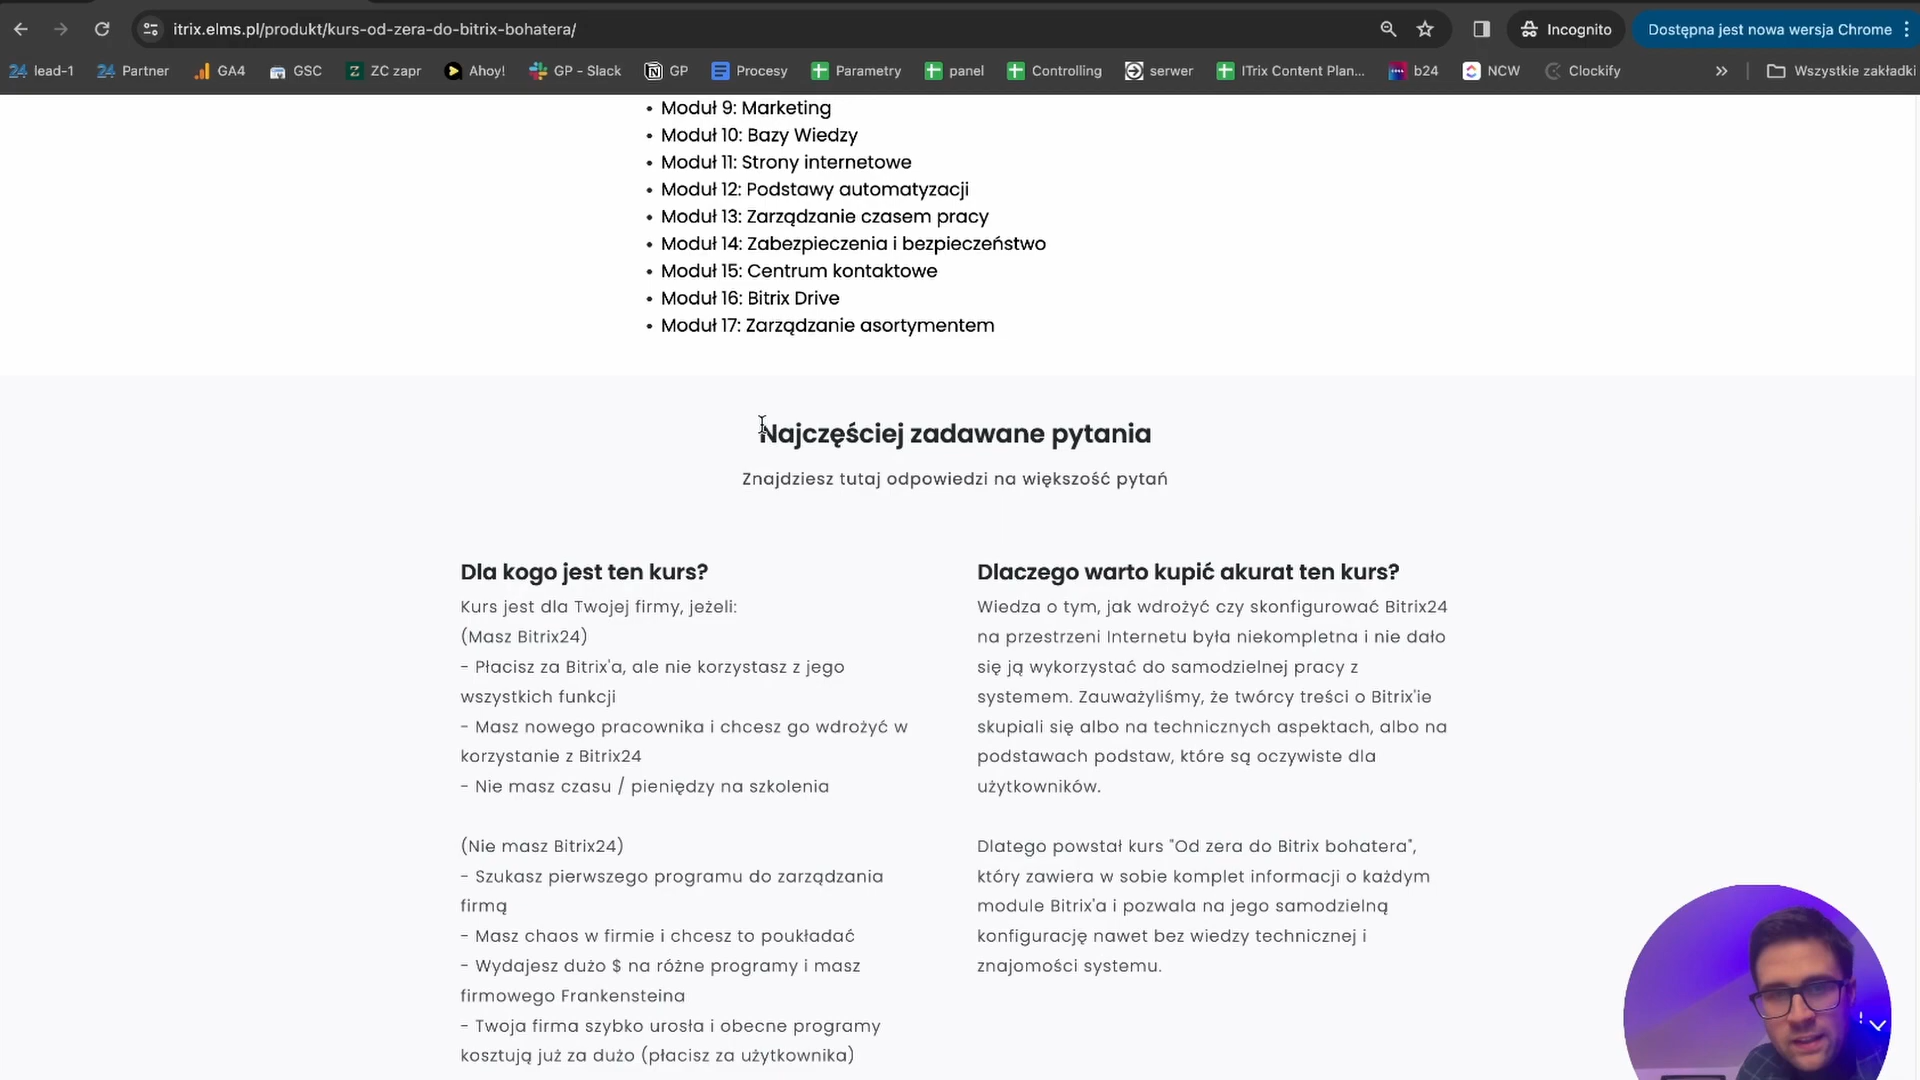 itrix.elms.pl/produkt/kurs-od-zera-do-bitrix-bohatera/
Incognito
Dostępna jest nowa wersja Chrome
24 lead-1
24 Partner
GA4
GSC
Z ZC zapr
Ahoy!
GP - Slack
GP
Procesy
Parametry
panel
Controlling
serwer
ITrix Content Plan...
b24
NCW
Clockify
Wszystkie zakładki
• Moduł 9: Marketing
• Moduł 10: Bazy Wiedzy
• Moduł 11: Strony internetowe
• Moduł 12: Podstawy automatyzacji
• Moduł 13: Zarządzanie czasem pracy
• Moduł 14: Zabezpieczenia i bezpieczeństwo
• Moduł 15: Centrum kontaktowe
• Moduł 16: Bitrix Drive
• Moduł 17: Zarządzanie asortymentem
Najczęściej zadawane pytania
Znajdziesz tutaj odpowiedzi na większość pytań
Dla kogo jest ten kurs?
Kurs jest dla Twojej firmy, jeżeli:
(Masz Bitrix24)
- Płacisz za Bitrix'a, ale nie korzystasz z jego
wszystkich funkcji
- Masz nowego pracownika i chcesz go wdrożyć w
korzystanie z Bitrix24
- Nie masz czasu / pieniędzy na szkolenia
(Nie masz Bitrix24)
- Szukasz pierwszego programu do zarządzania
firmą
- Masz chaos w firmie i chcesz to poukładać
- Wydajesz dużo $ na różne programy i masz
firmowego Frankensteina
- Twoja firma szybko urosła i obecne programy
kosztują już za dużo (płacisz za użytkownika)
Dlaczego warto kupić akurat ten kurs?
Wiedza o tym, jak wdrożyć czy skonfigurować Bitrix24
na przestrzeni Internetu była niekompletna i nie dało
się ją wykorzystać do samodzielnej pracy z
systemem. Zauważyliśmy, że twórcy treści o Bitrix'ie
skupiali się albo na technicznych aspektach, albo na
podstawach podstaw, które są oczywiste dla
użytkowników.
Dlatego powstał kurs "Od zera do Bitrix bohatera",
który zawiera w sobie komplet informacji o każdym
module Bitrix'a i pozwala na jego samodzielną
konfigurację nawet bez wiedzy technicznej i
znajomości systemu.